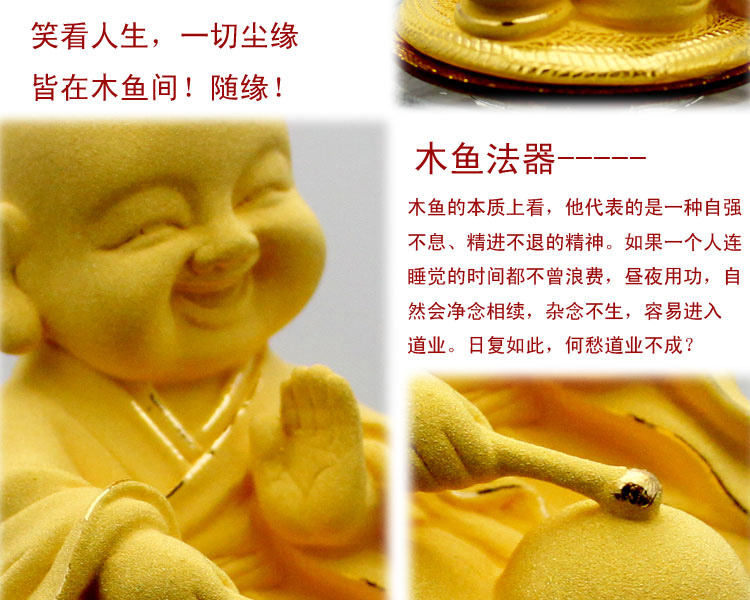 笑看人生，一切尘缘
皆在木鱼间！随缘！
木鱼法器-----
木鱼的本质上看，他代表的是一种自强
不息、精进不退的精神。如果一个人连
睡觉的时间都不曾浪费，昼夜用功，自
然会净念相续，杂念不生，容易进入
道业。日复如此，何愁道业不成？